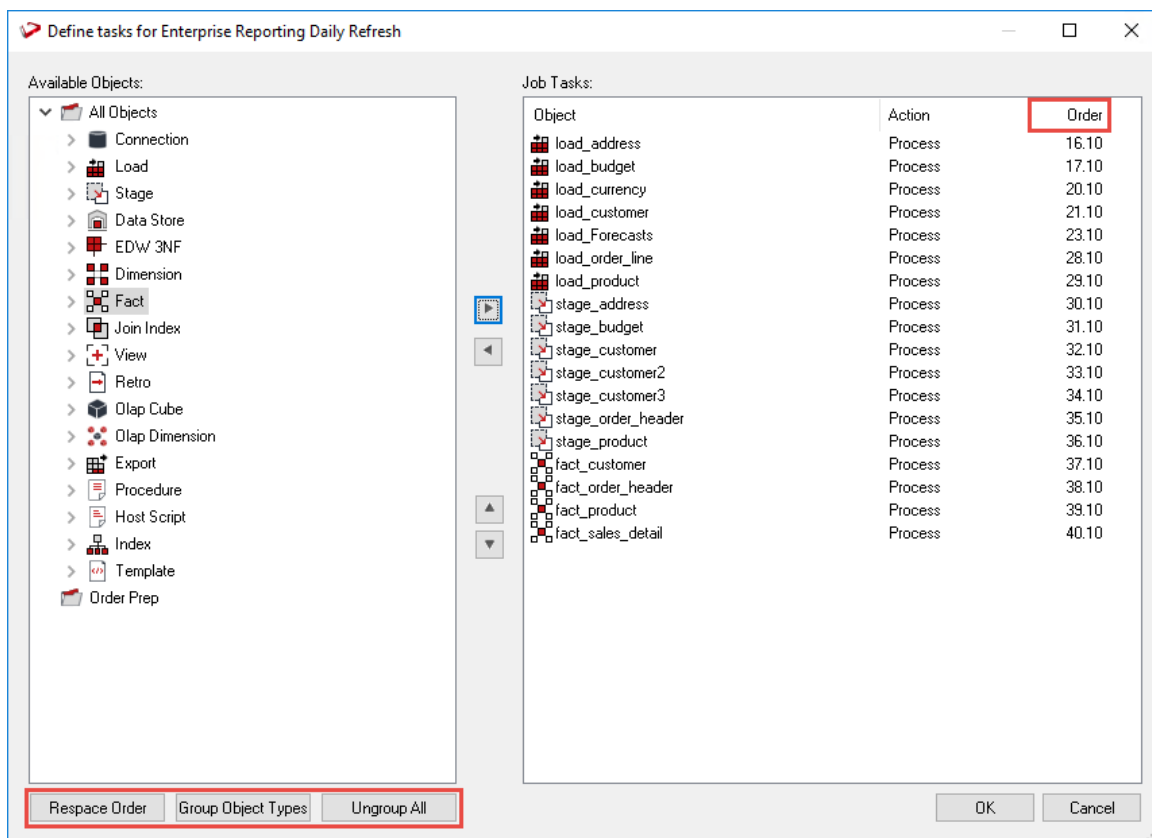 Define tasks for Enterprise Reporting Daily Refresh
Available Objects:
All Objects
Connection
Load
Stage
Data Store
EDW 3NF
Dimension
Fact
Join Index
View
Retro
Olap Cube
Olap Dimension
Export
Procedure
Host Script
Index
Template
Order Prep
Job Tasks:
Object Action Order
load_address Process 16.10
load_budget Process 17.10
load_currency Process 20.10
load_customer Process 21.10
load_Forecasts Process 23.10
load_order_line Process 28.10
load_product Process 29.10
stage_address Process 30.10
stage_budget Process 31.10
stage_customer Process 32.10
stage_customer2 Process 33.10
stage_customer3 Process 34.10
stage_order_header Process 35.10
stage_product Process 36.10
fact_customer Process 37.10
fact_order_header Process 38.10
fact_product Process 39.10
fact_sales_detail Process 40.10
Respace Order Group Object Types Ungroup All OK Cancel